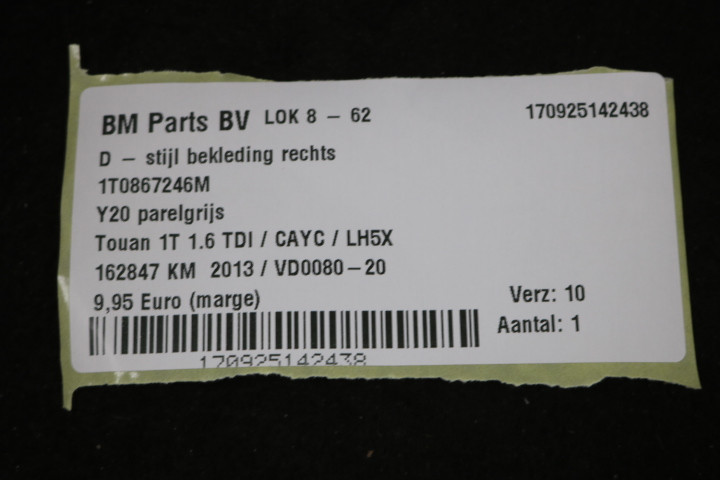 BM Parts BV LOK 8 – 62 170925142438
D – stijl bekleding rechts
1T0867246M
Y20 parelgrijs
Touan 1T 1.6 TDI / CAYC / LH5X
162847 KM 2013 / VD0080–20
9,95 Euro (marge) Verz: 10
Aantal: 1
170925142438